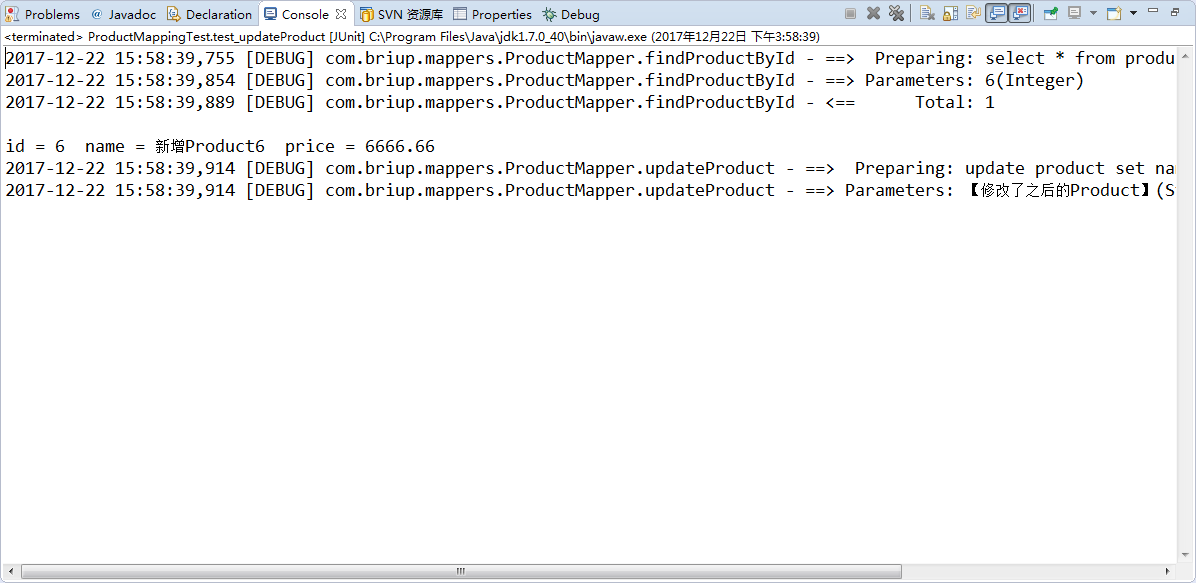 Problems @ Javadoc Declaration Console SVN 资源库 Properties Debug
<terminated> ProductMappingTest.test_updateProduct [JUnit] C:\Program Files\Java\jdk1.7.0_40\bin\javaw.exe (2017年12月22日 下午3:58:39)
2017-12-22 15:58:39,755 [DEBUG] com.briup.mappers.ProductMapper.findProductById - ==>  Preparing: select * from produ
2017-12-22 15:58:39,854 [DEBUG] com.briup.mappers.ProductMapper.findProductById - ==> Parameters: 6(Integer)
2017-12-22 15:58:39,889 [DEBUG] com.briup.mappers.ProductMapper.findProductById - <==      Total: 1
id = 6  name = 新增Product6  price = 6666.66
2017-12-22 15:58:39,914 [DEBUG] com.briup.mappers.ProductMapper.updateProduct - ==>  Preparing: update product set na
2017-12-22 15:58:39,914 [DEBUG] com.briup.mappers.ProductMapper.updateProduct - ==> Parameters: 【修改了之后的Product】(S